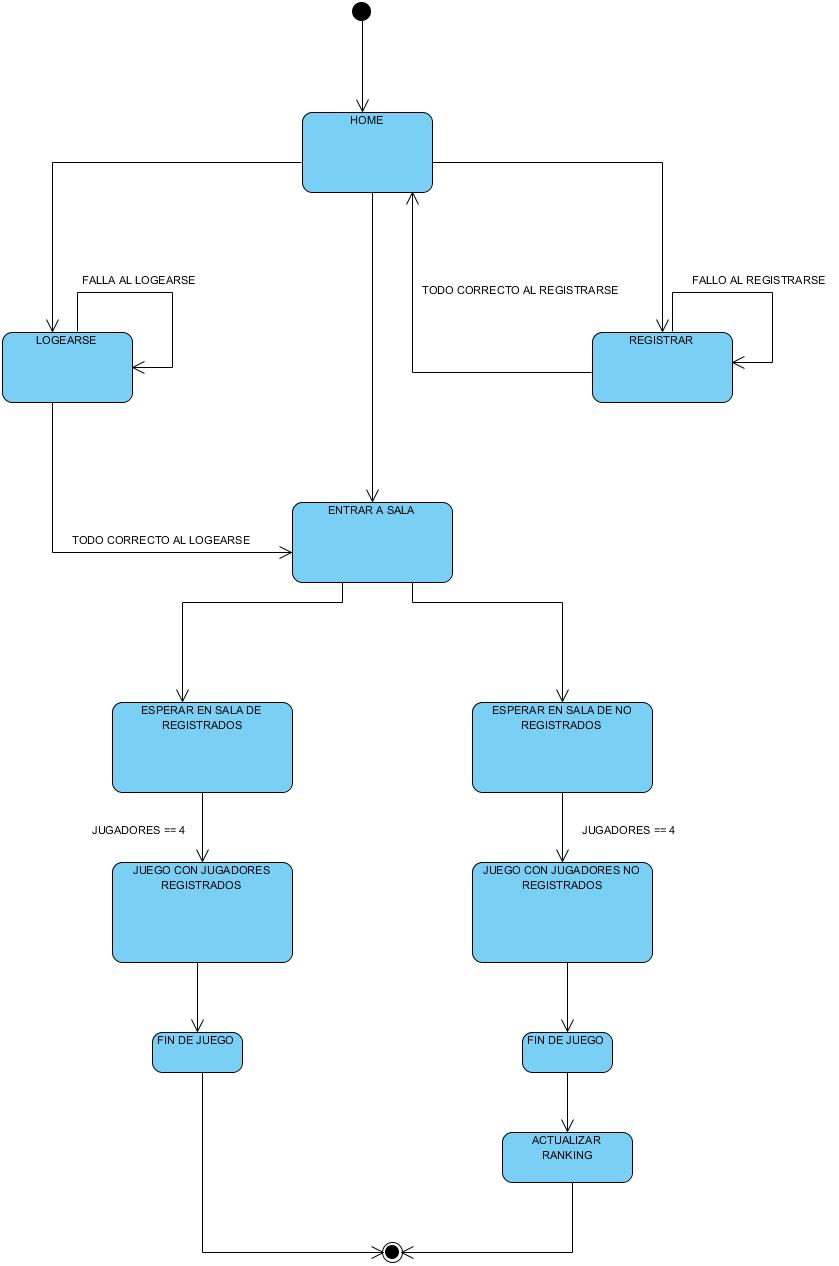 HOME
FALLA AL LOGEARSE
FALLO AL REGISTRARSE
TODO CORRECTO AL REGISTRARSE
LOGEARSE
REGISTRAR
ENTRAR A SALA
TODO CORRECTO AL LOGEARSE
ESPERAR EN SALA DE
REGISTRADOS
ESPERAR EN SALA DE NO
REGISTRADOS
JUGADORES == 4
JUGADORES == 4
JUEGO CON JUGADORES
REGISTRADOS
JUEGO CON JUGADORES NO
REGISTRADOS
FIN DE JUEGO
FIN DE JUEGO
ACTUALIZAR
RANKING